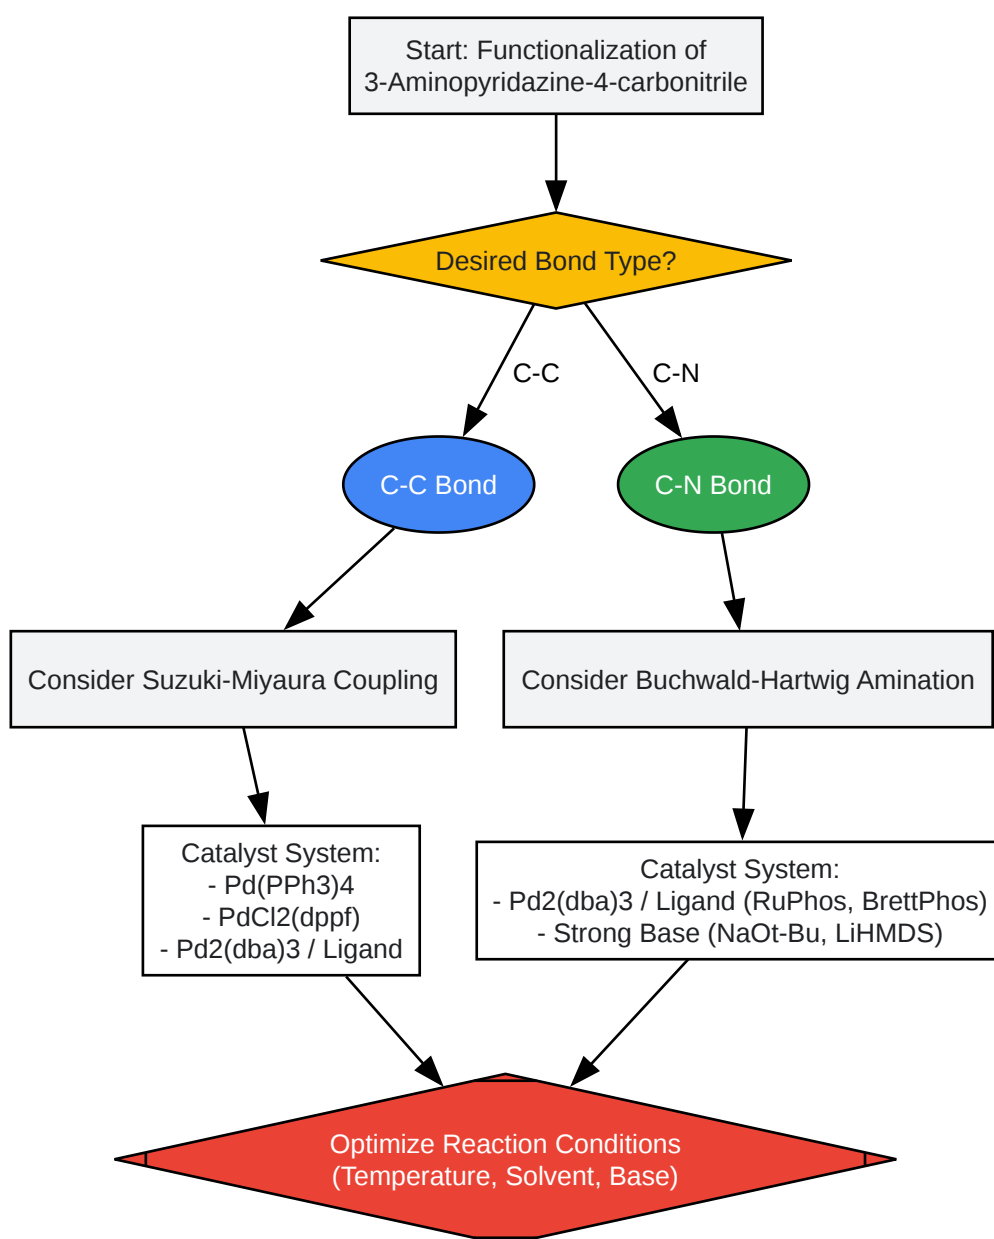 Start: Functionalization of
3-Aminopyridazine-4-carbonitrile
Desired Bond Type?
C-C
C-N
C-C Bond
C-N Bond
Consider Suzuki-Miyaura Coupling
Consider Buchwald-Hartwig Amination
Catalyst System:
- Pd(PPh3)4
- PdCl2(dppf)
- Pd2(dba)3 / Ligand
Catalyst System:
- Pd2(dba)3 / Ligand (RuPhos, BrettPhos)
- Strong Base (NaOt-Bu, LiHMDS)
Optimize Reaction Conditions
(Temperature, Solvent, Base)